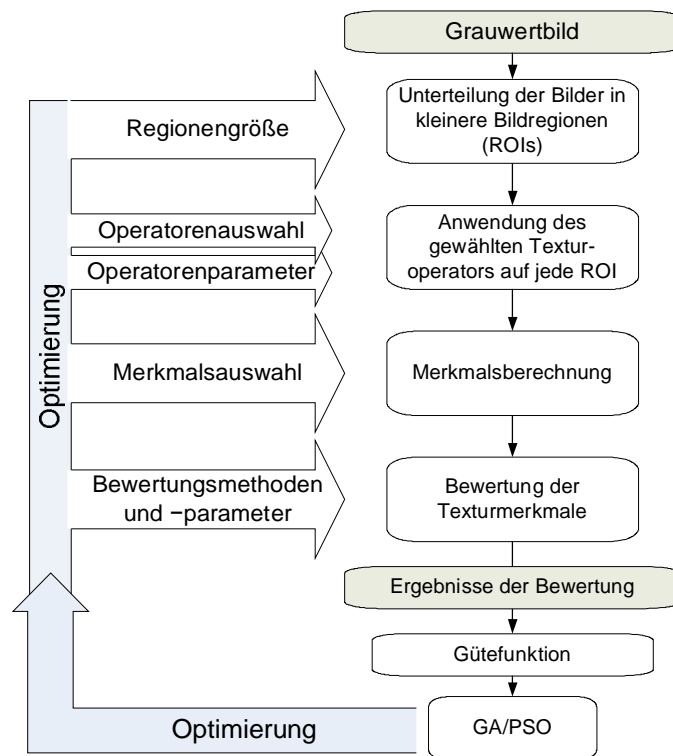 Grauwertbild
Unterteilung der Bilder in
kleinere Bildregionen
(ROIs)
Regionengröße
Anwendung des
gewählten Textur-
operators auf jede ROI
Operatorenauswahl
Operatorenparameter
Optimierung
Merkmalsauswahl
Merkmalsberechnung
Bewertungsmethoden
und −parameter
Bewertung der
Texturmerkmale
Ergebnisse der Bewertung
Gütefunktion
GA/PSO
Optimierung